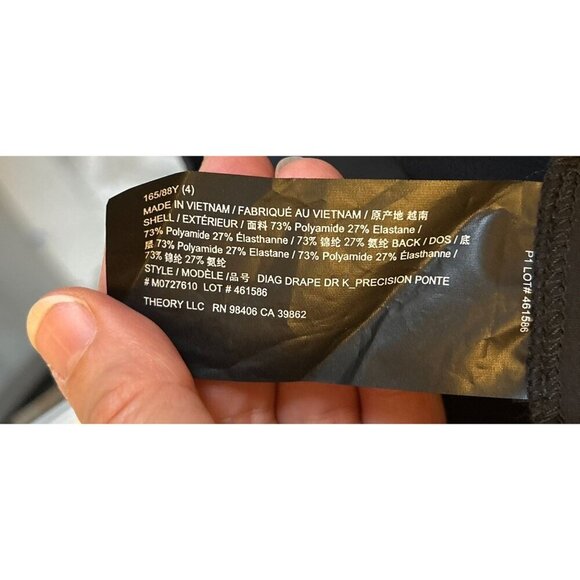 165/88Y (4)
MADE IN VIETNAM / FABRIQUÉ AU VIETNAM / 原产地 越南
SHELL / EXTÉRIEUR / 面料 73% Polyamide 27% Elastane /
73% Polyamide 27% Élasthanne / 73% 锦纶 27% 氨纶 BACK / DOS / 底
层 73% Polyamide 27% Elastane / 73% Polyamide 27% Élasthanne
/ 73% 锦纶 27% 氨纶
STYLE / MODÈLE /品号 DIAG DRAPE DR K_PRECISION PONTE
# M0727610 LOT # 461586
THEORY LLC RN 98406 CA 39862
P1 LOT# 461586